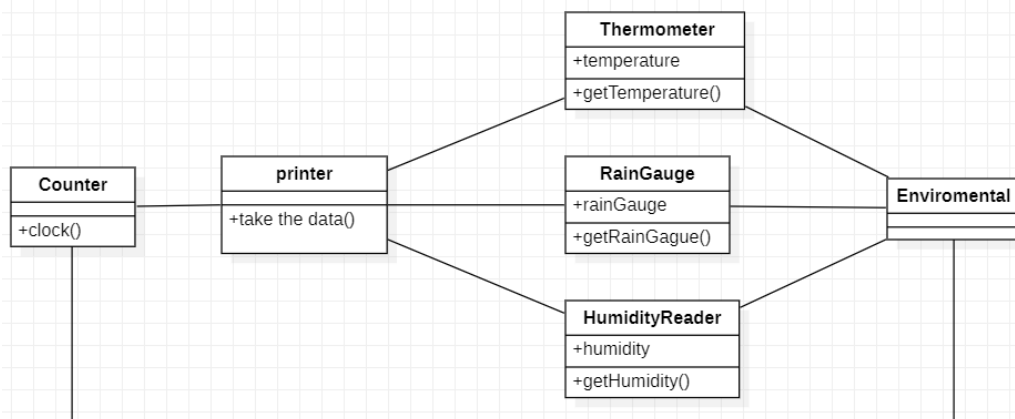 Thermometer
+temperature
+getTemperature()
Counter
+clock()
printer
+take the data()
RainGauge
+rainGauge
+getRainGague()
Enviromental
HumidityReader
+humidity
+getHumidity()